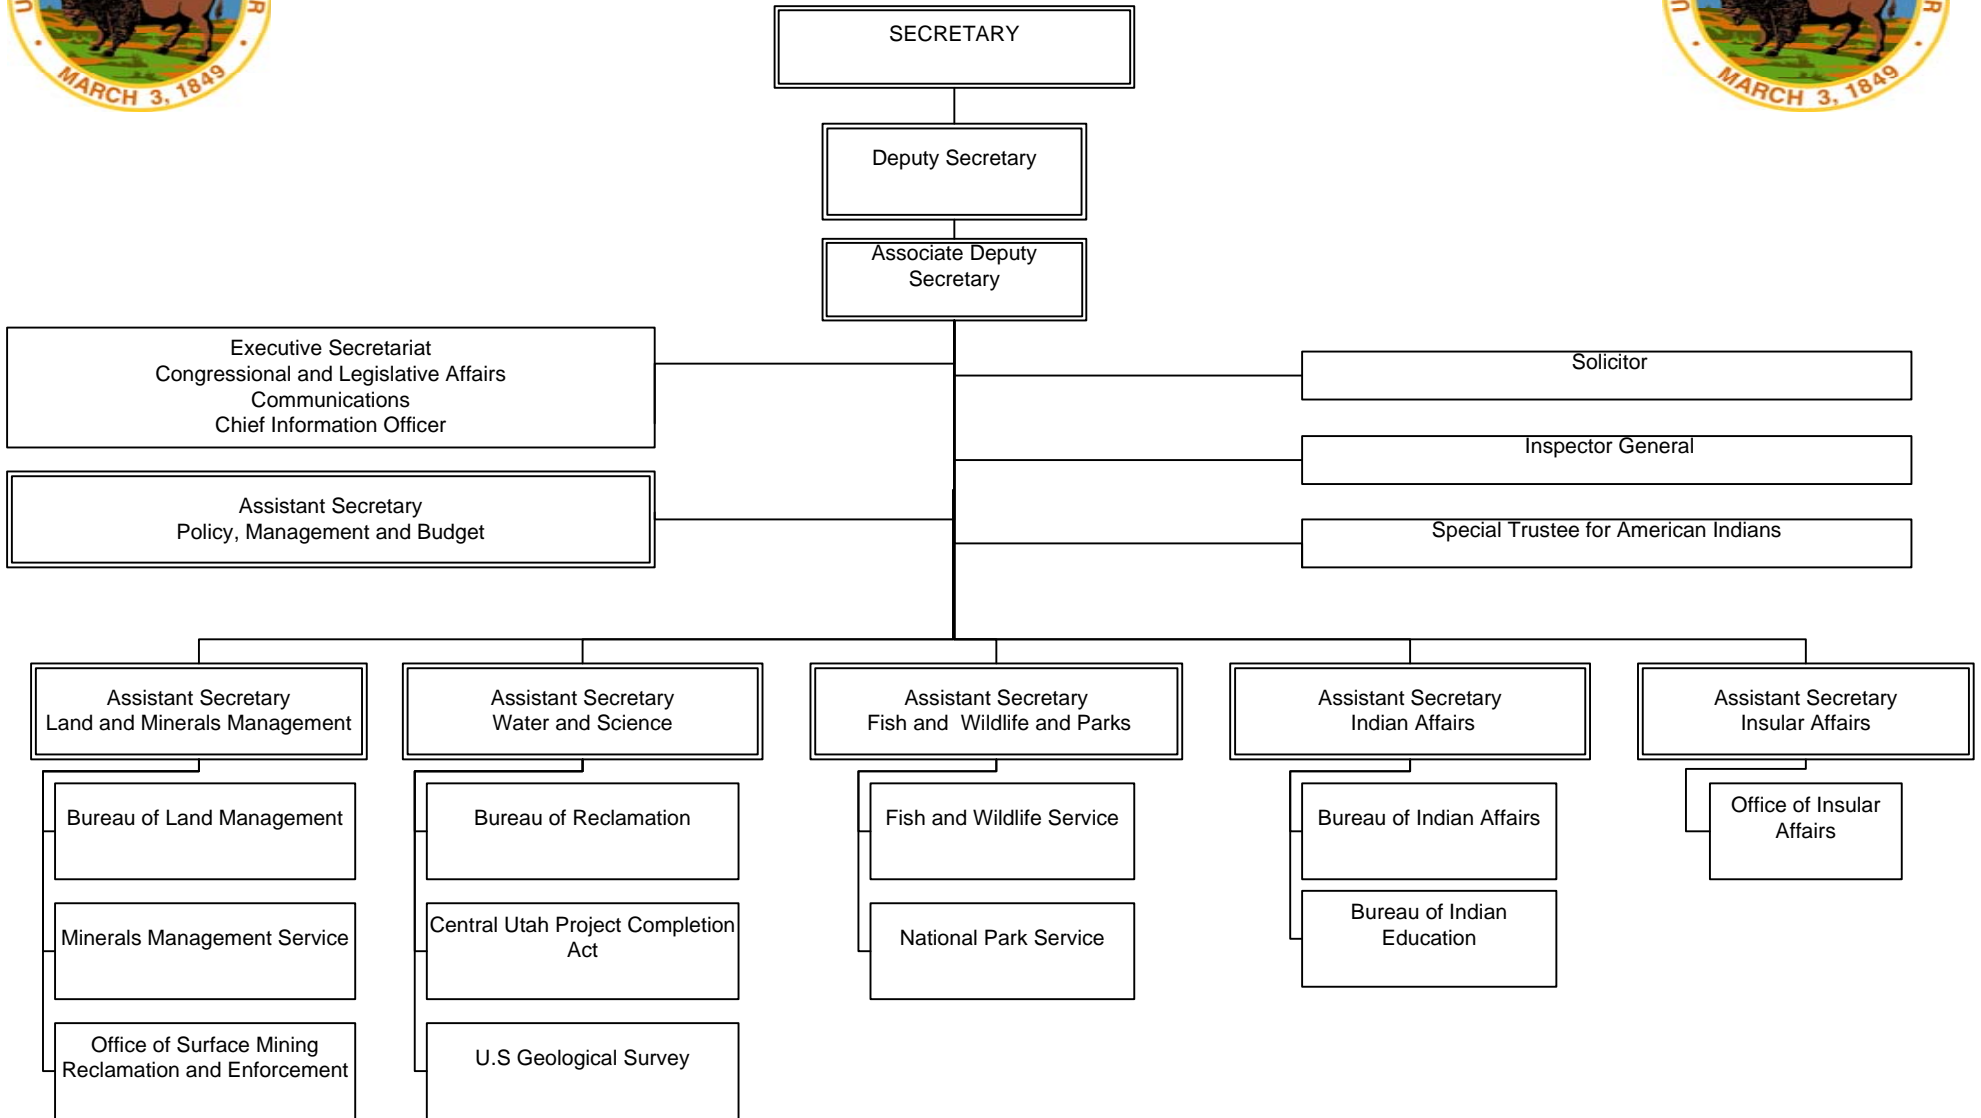 MARCH 3, 1849
MARCH 3, 1849
SECRETARY
Deputy Secretary
Associate Deputy
Secretary
Executive Secretariat
Congressional and Legislative Affairs
Communications
Chief Information Officer
Solicitor
Inspector General
Assistant Secretary
Policy, Management and Budget
Special Trustee for American Indians
Assistant Secretary
Land and Minerals Management
Assistant Secretary
Water and Science
Assistant Secretary
Fish and  Wildlife and Parks
Assistant Secretary
Indian Affairs
Assistant Secretary
Insular Affairs
Bureau of Land Management
Minerals Management Service
Office of Surface Mining
Reclamation and Enforcement
Bureau of Reclamation
Central Utah Project Completion
Act
U.S Geological Survey
Fish and Wildlife Service
National Park Service
Bureau of Indian Affairs
Bureau of Indian
Education
Office of Insular
Affairs